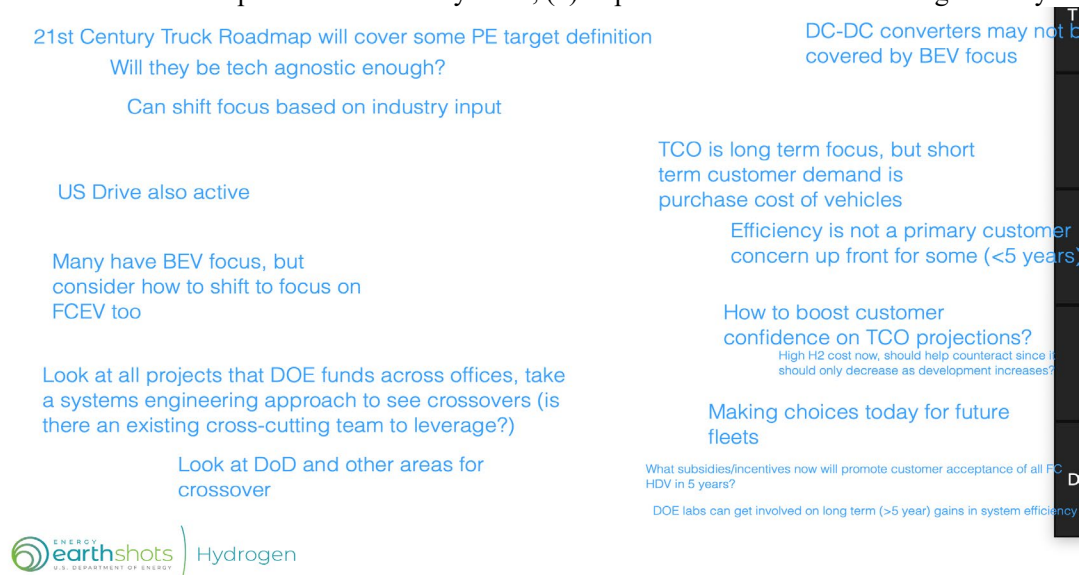 21st Century Truck Roadmap will cover some PE target definition
Will they be tech agnostic enough?
Can shift focus based on industry input
US Drive also active
Many have BEV focus, but
consider how to shift to focus on
FCEV too
Look at all projects that DOE funds across offices, take
a systems engineering approach to see crossovers (is
there an existing cross-cutting team to leverage?)
Look at DoD and other areas for
crossover
DC-DC converters may not b
covered by BEV focus
TCO is long term focus, but short
term customer demand is
purchase cost of vehicles
Efficiency is not a primary customer
concern up front for some (<5 years)
How to boost customer
confidence on TCO projections?
High H2 cost now, should help counteract since i
should only decrease as development increases?
Making choices today for future
fleets
What subsidies/incentives now will promote customer acceptance of all FC
HDV in 5 years?
DOE labs can get involved on long term (>5 year) gains in system efficiency
T
D
ENERGY
earthshots
U.S. DEPARTMENT OF ENERGY
Hydrogen